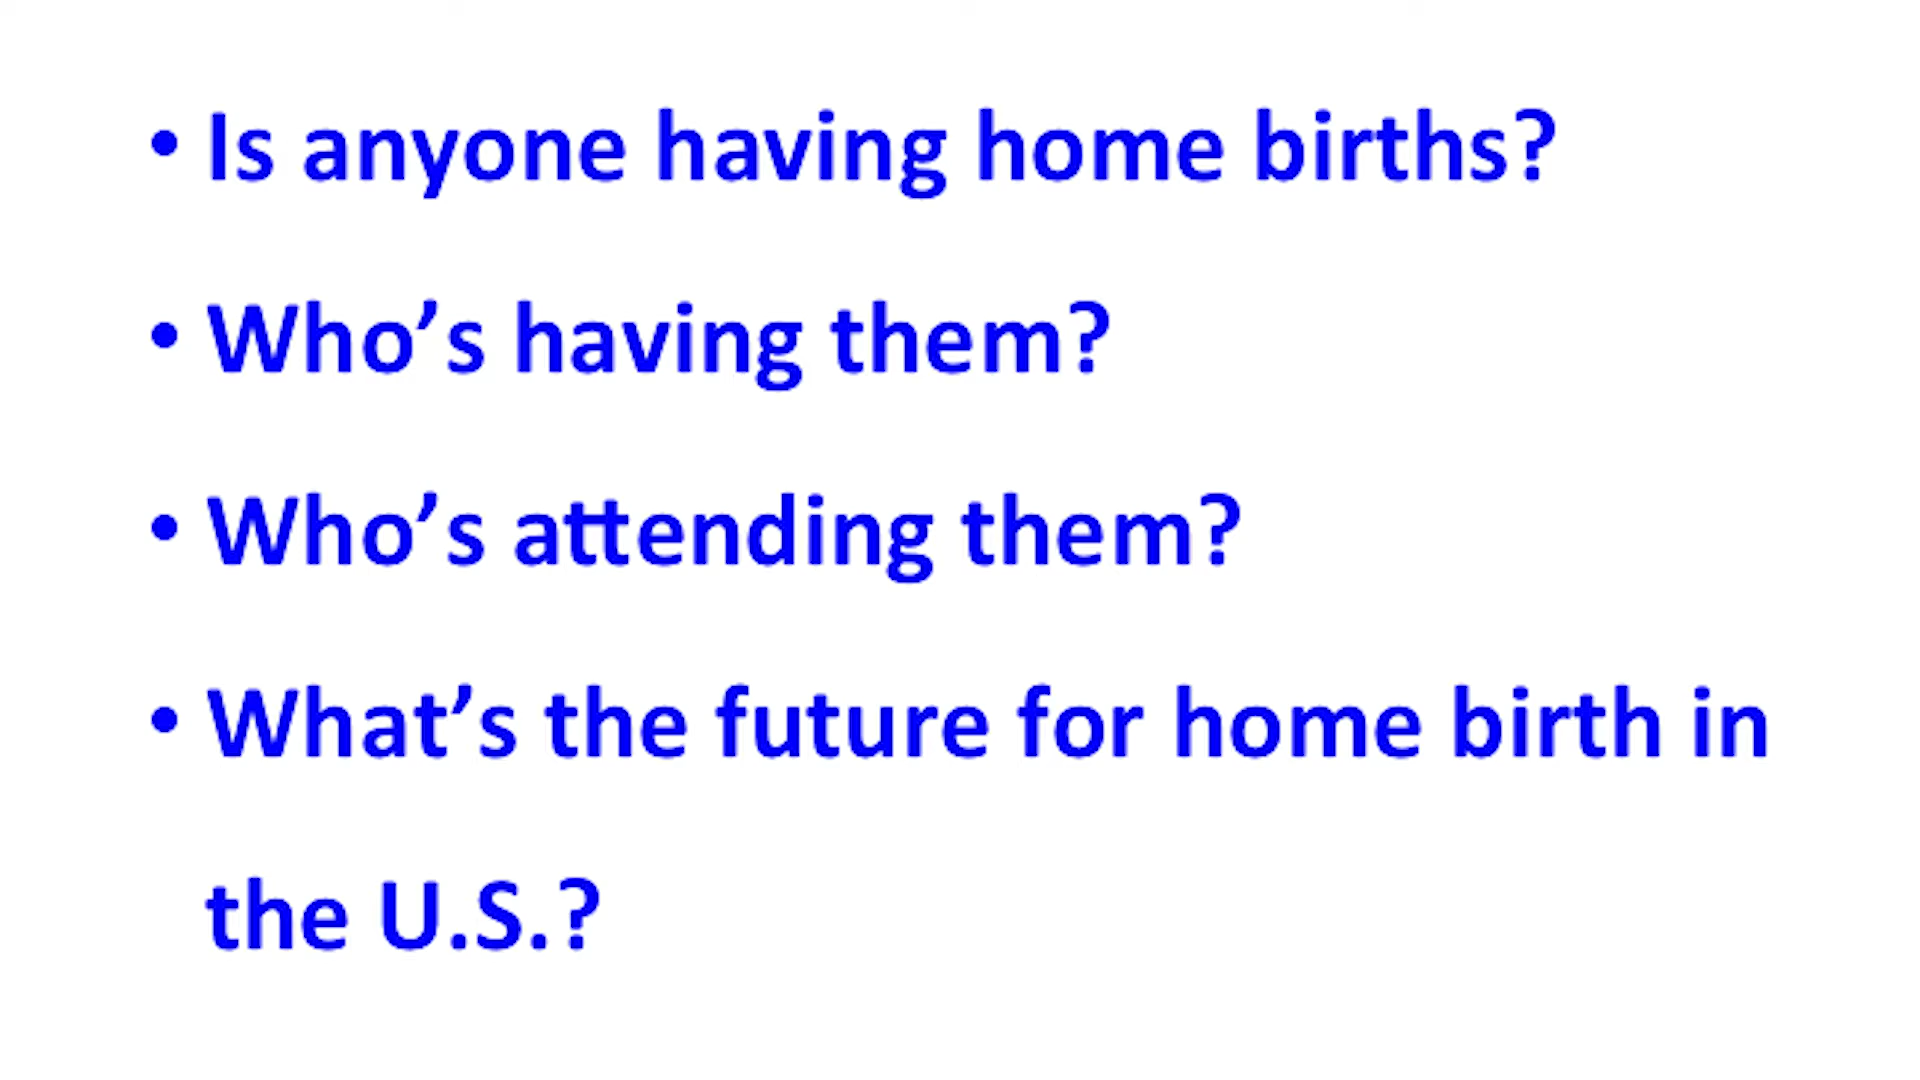 • Is anyone having home births?
• Who’s having them?
• Who’s attending them?
• What’s the future for home birth in
the U.S.?